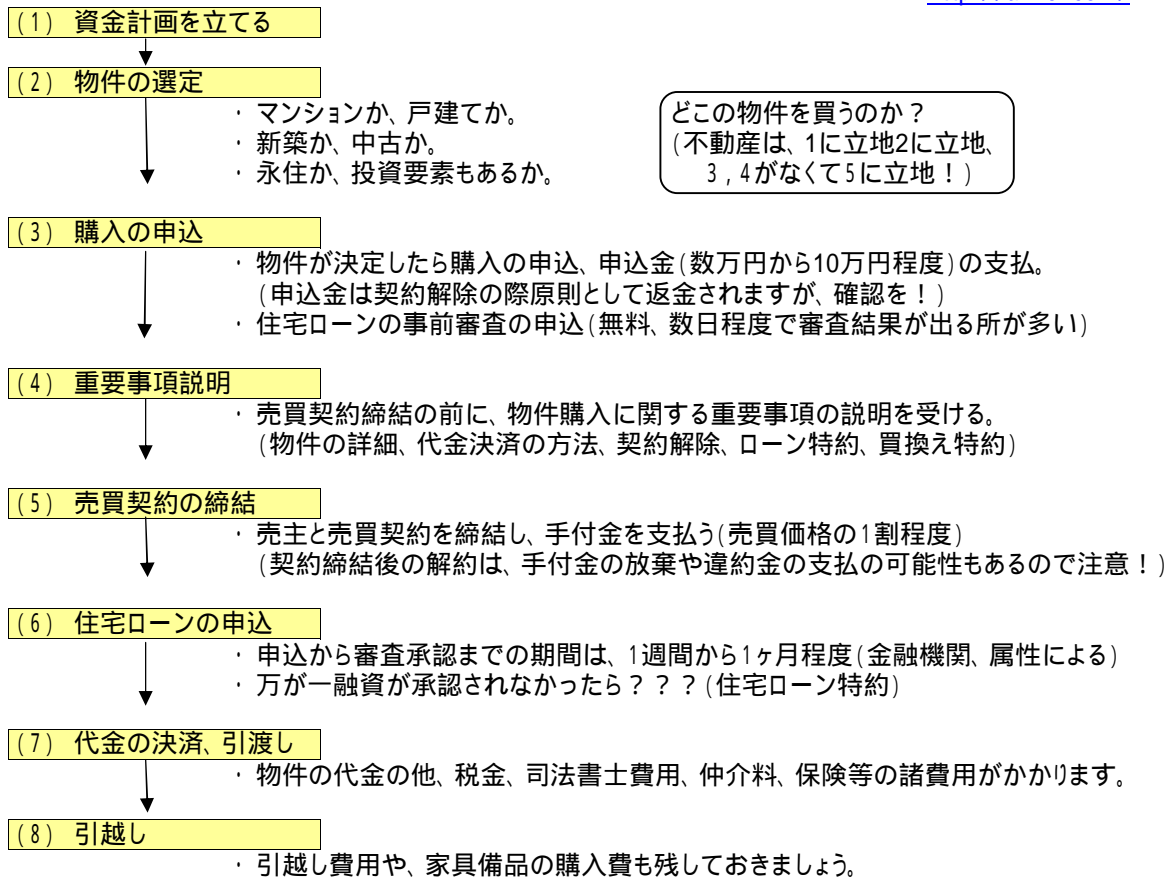 (1) 資金計画を立てる
(2) 物件の選定
・ マンションか、戸建てか。
・ 新築か、中古か。
・ 永住か、投資要素もあるか。
どこの物件を買うのか？
(不動産は、1に立地2に立地、
3，4がなくて5に立地！)
(3) 購入の申込
・ 物件が決定したら購入の申込、申込金(数万円から10万円程度)の支払。
(申込金は契約解除の際原則として返金されますが、確認を！)
・ 住宅ローンの事前審査の申込(無料、数日程度で審査結果が出る所が多い)
(4) 重要事項説明
・ 売買契約締結の前に、物件購入に関する重要事項の説明を受ける。
(物件の詳細、代金決済の方法、契約解除、ローン特約、買換え特約)
(5) 売買契約の締結
・ 売主と売買契約を締結し、手付金を支払う(売買価格の1割程度)
(契約締結後の解約は、手付金の放棄や違約金の支払の可能性もあるので注意！)
(6) 住宅ローンの申込
・ 申込から審査承認までの期間は、1週間から1ヶ月程度(金融機関、属性による)
・ 万が一融資が承認されなかったら？？？(住宅ローン特約)
(7) 代金の決済、引渡し
・ 物件の代金の他、税金、司法書士費用、仲介料、保険等の諸費用がかかります。
(8) 引越し
・ 引越し費用や、家具備品の購入費も残しておきましょう。